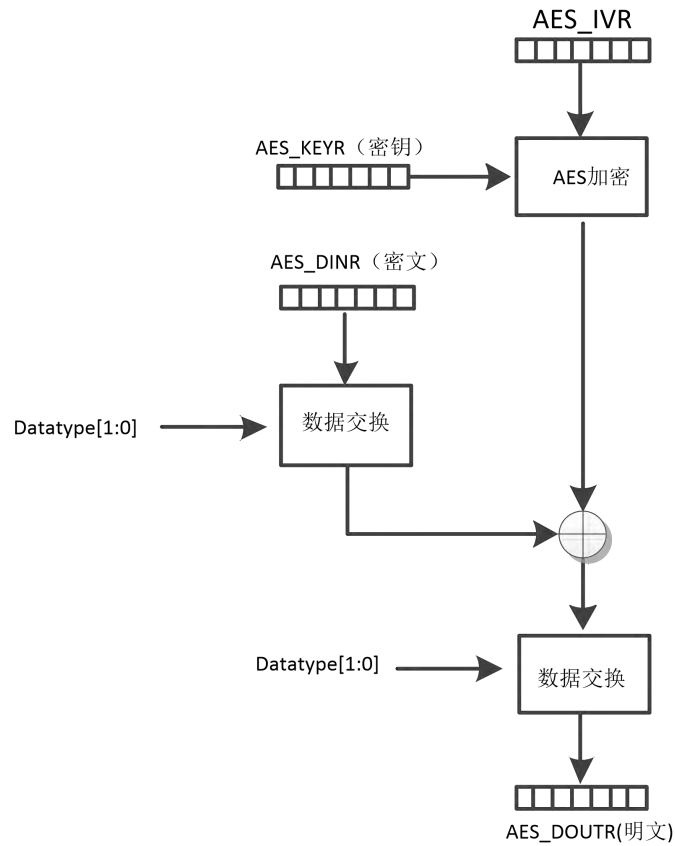 AES_IVR
AES_KEYR（密钥）
AES加密
AES_DINR（密文）
数据交换
Datatype[1:0]
Datatype[1:0]
数据交换
AES_DOUTR(明文)